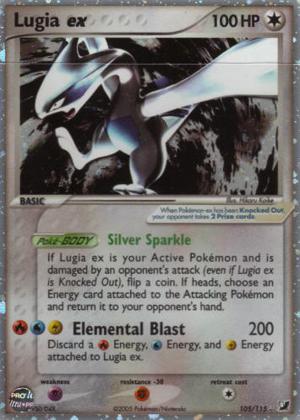 Lugia ex 100 HP
BASIC
Illus. Hikaru Koike
When Pokémon-ex has been Knocked Out,
your opponent takes 2 Prize cards.
Poké-BODY Silver Sparkle
If Lugia ex is your Active Pokémon and is
damaged by an opponent's attack (even if Lugia ex
is Knocked Out), flip a coin. If heads, choose an
Energy card attached to the Attacking Pokémon
and return it to your opponent's hand.
Elemental Blast 200
Discard a Energy, Energy, and
Energy attached to Lugia ex.
weakness
resistance -30
retreat cost
©2005 Pokémon/Nintendo
105/115